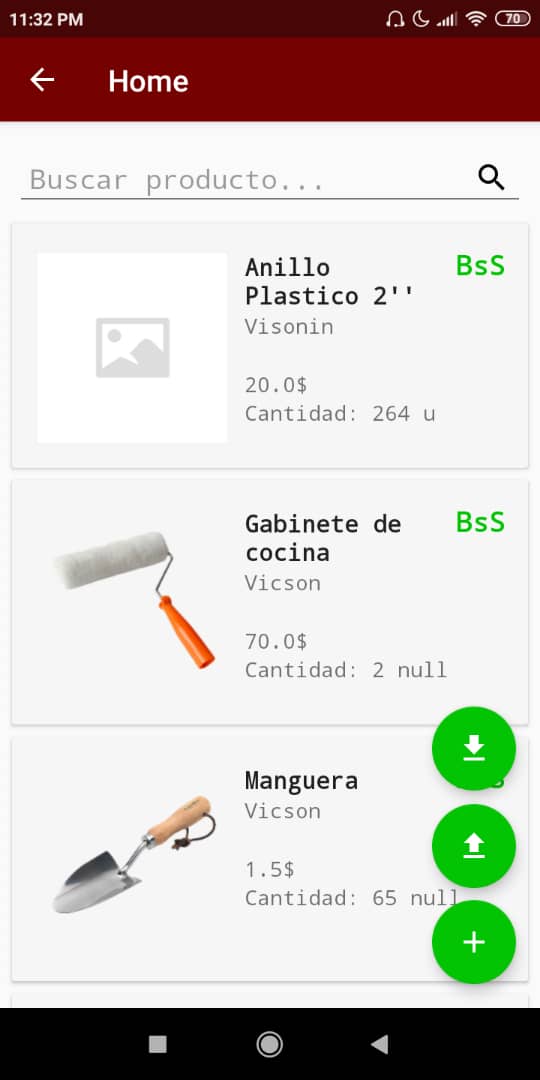 11:32 PM
70
Home
Buscar producto...
Anillo
Plastico 2''
BsS
Visonin
20.0$
Cantidad: 264 u
Gabinete de
cocina
BsS
Vicson
70.0$
Cantidad: 2 null
Manguera
Vicson
1.5$
Cantidad: 65 null